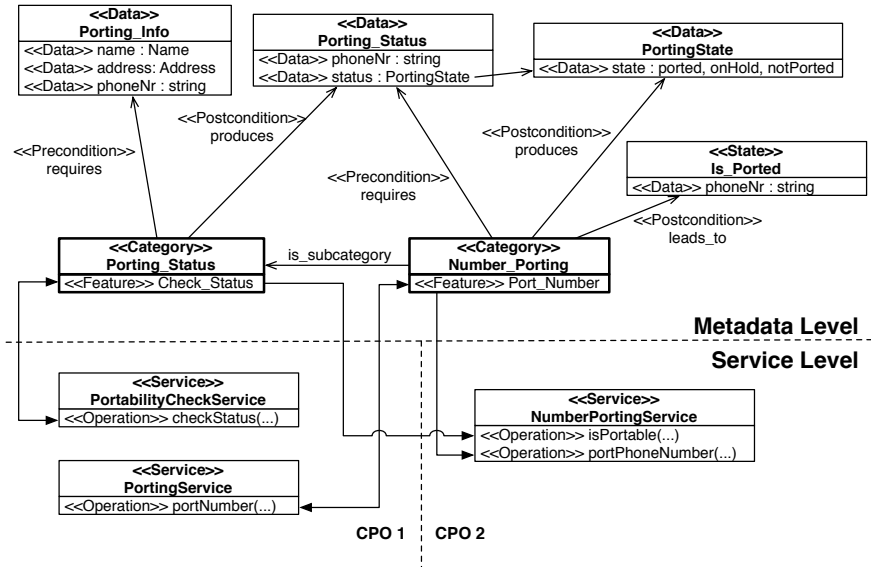 <<Data>>
Porting_Info
<<Data>> name : Name
<<Data>> address: Address
<<Data>> phoneNr : string
<<Data>>
Porting_Status
<<Data>> phoneNr : string
<<Data>> status : PortingState
<<Data>>
PortingState
<<Data>> state : ported, onHold, notPorted
<<Postcondition>>
produces
<<Precondition>>
requires
<<Precondition>>
requires
<<Postcondition>>
produces
<<State>>
Is_Ported
<<Data>> phoneNr : string
<<Postcondition>>
leads_to
<<Category>>
Porting_Status
<<Feature>> Check_Status
is_subcategory
<<Category>>
Number_Porting
<<Feature>> Port_Number
Metadata Level
Service Level
<<Service>>
PortabilityCheckService
<<Operation>> checkStatus(...)
<<Service>>
NumberPortingService
<<Operation>> isPortable(...)
<<Operation>> portPhoneNumber(...)
<<Service>>
PortingService
<<Operation>> portNumber(...)
CPO 1
CPO 2